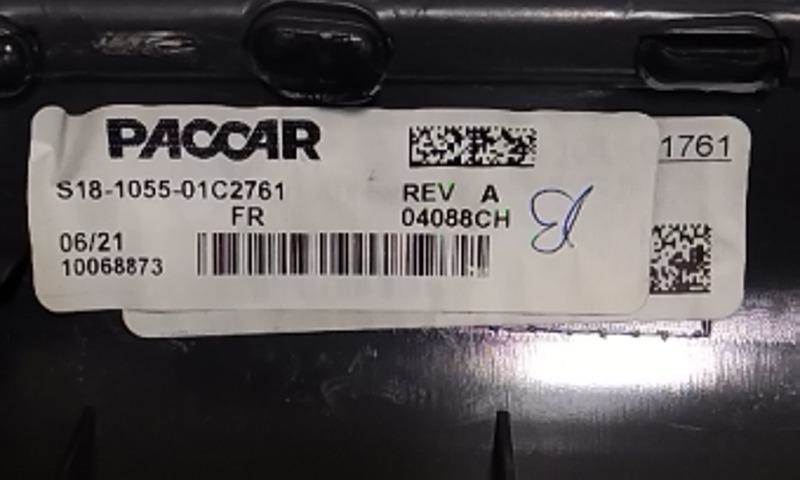 PACCAR
1761
S18-1055-01C2761
REV A
FR
04088CH
06/21
10068873